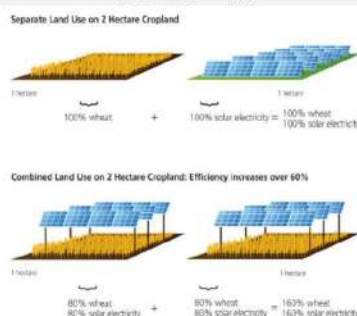 Separate Land Use on 2 Hectare Cropland
1 hectare
1 hectare
100% wheat + 100% solar electricity = 100% wheat
100% solar electricity
Combined Land Use on 2 Hectare Cropland: Efficiency increases over 60%
1 hectare
1 hectare
80% wheat
80% solar electricity + 80% wheat
80% solar electricity = 160% wheat
160% solar electricity